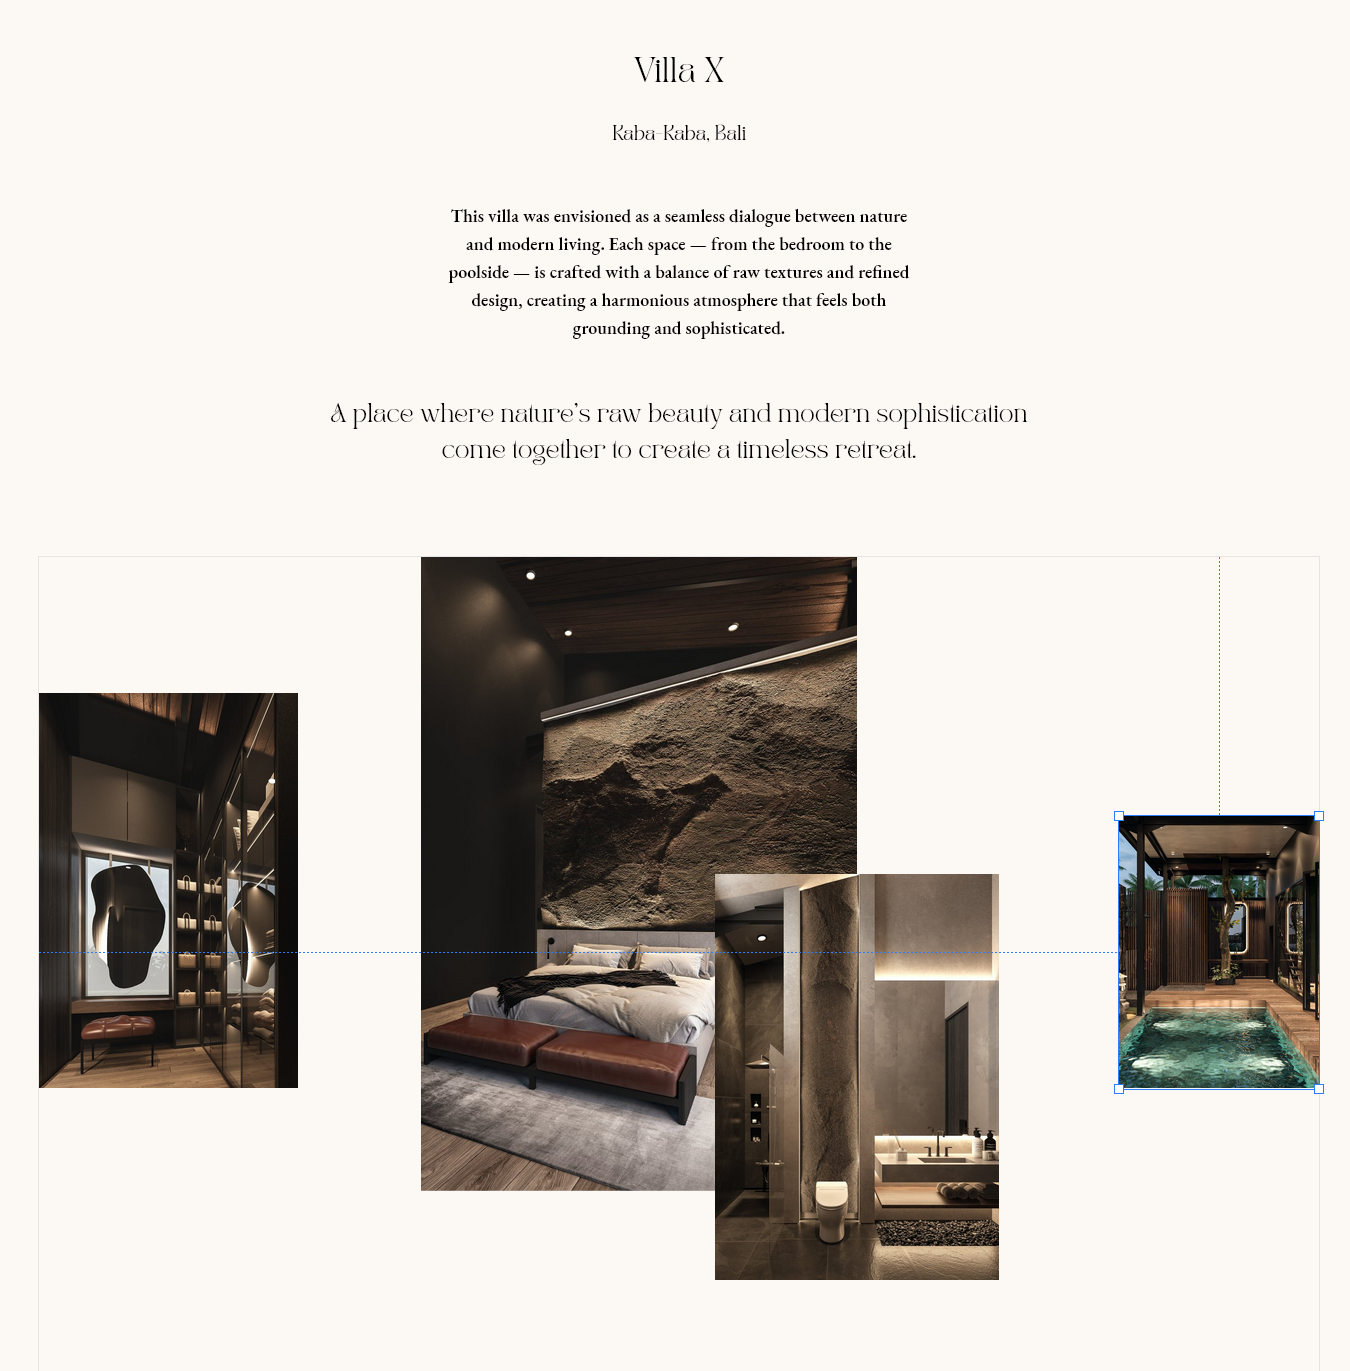 Villa X
Kaba-Kaba, Bali
This villa was envisioned as a seamless dialogue between nature
and modern living. Each space — from the bedroom to the
poolside — is crafted with a balance of raw textures and refined
design, creating a harmonious atmosphere that feels both
grounding and sophisticated.
A place where nature’s raw beauty and modern sophistication
come together to create a timeless retreat.